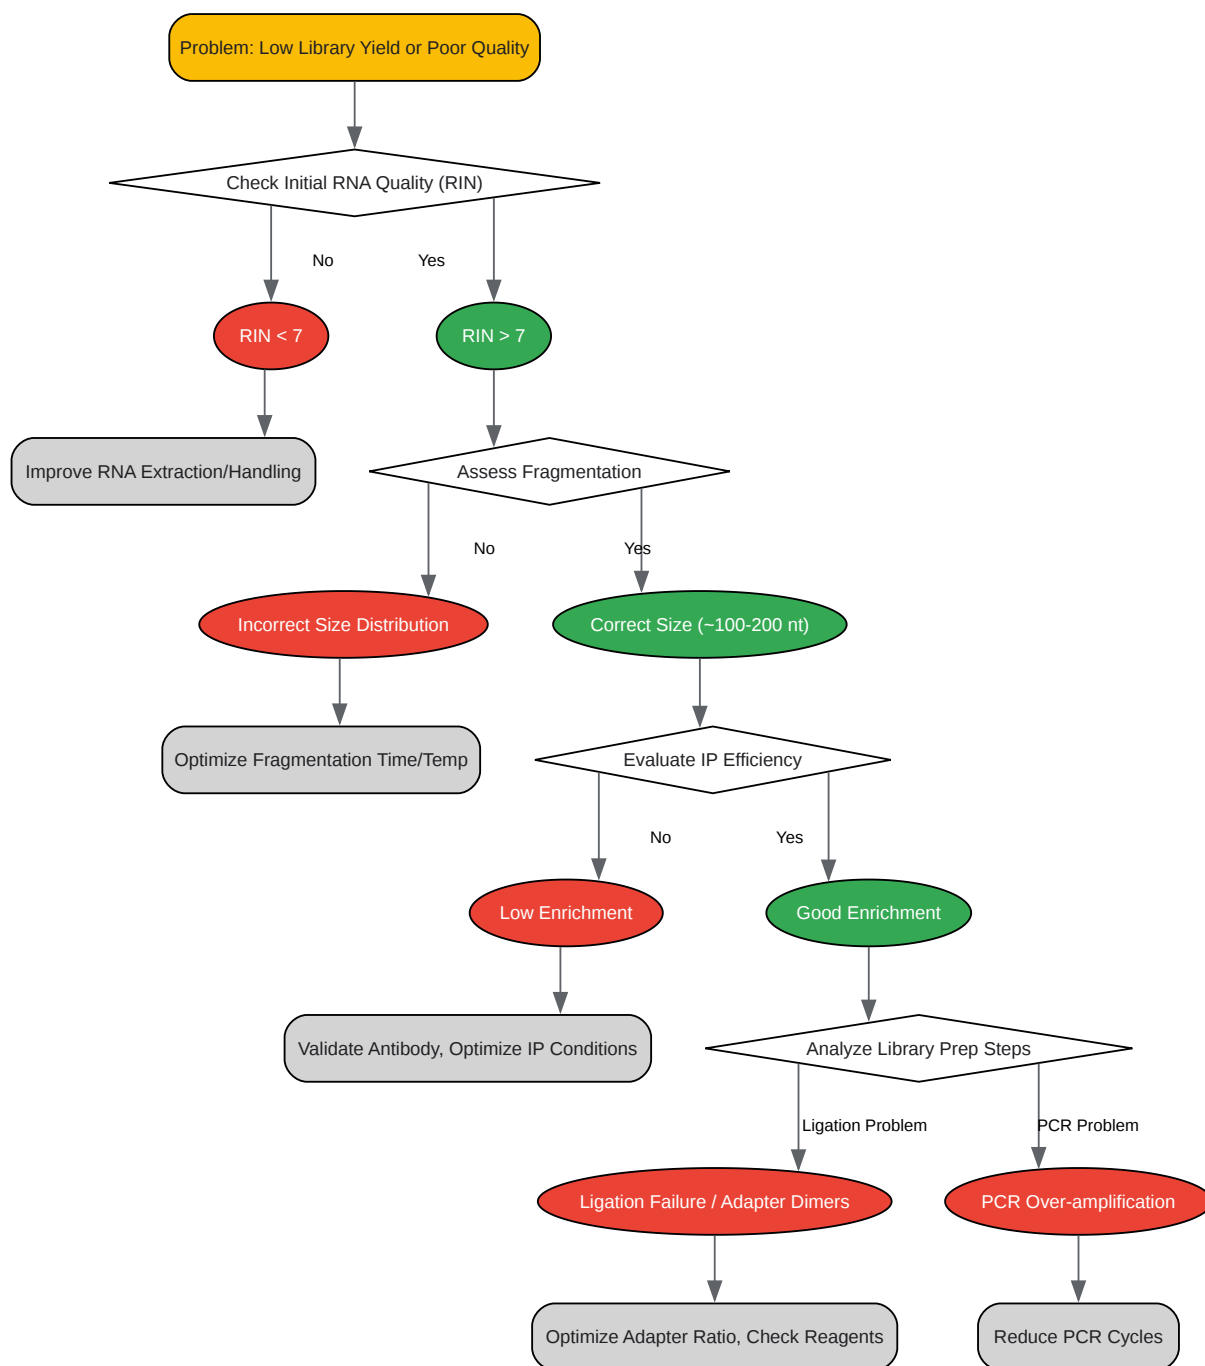 Problem: Low Library Yield or Poor Quality
Check Initial RNA Quality (RIN)
No
Yes
RIN < 7
RIN > 7
Improve RNA Extraction/Handling
Assess Fragmentation
No
Yes
Incorrect Size Distribution
Correct Size (~100-200 nt)
Optimize Fragmentation Time/Temp
Evaluate IP Efficiency
No
Yes
Low Enrichment
Good Enrichment
Validate Antibody, Optimize IP Conditions
Analyze Library Prep Steps
Ligation Problem
PCR Problem
Ligation Failure / Adapter Dimers
PCR Over-amplification
Optimize Adapter Ratio, Check Reagents
Reduce PCR Cycles